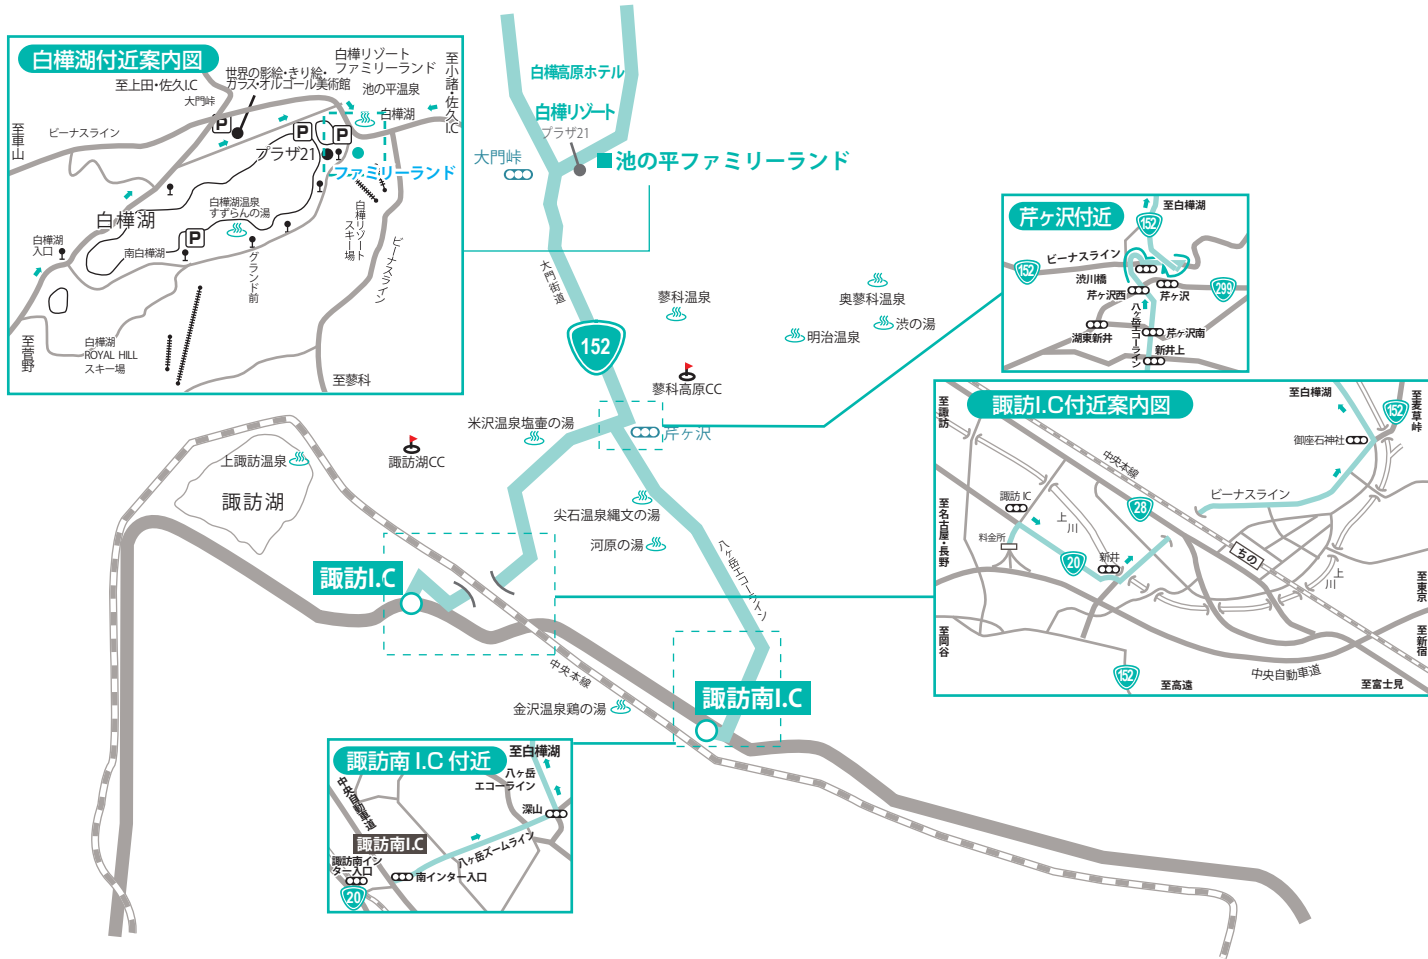 白樺湖付近案内図
至上田・佐久I.C
大門峠
世界の影絵・きり絵・
ガラス・オルゴール美術館
白樺リゾート
ファミリーランド
池の平温泉
白樺湖
至小諸・佐久I.C
至車山
ビーナスライン
P
P
P
プラザ21
ファミリーランド
白樺湖
白樺湖温泉
すずらんの湯
P
南白樺湖
白樺湖
入口
グランド前
白樺リゾート
スキー場
ビーナスライン
至菅野
白樺湖
ROYAL HILL
スキー場
至蓼科
白樺高原ホテル
白樺リゾート
プラザ21
大門峠
池の平ファミリーランド
大門街道
152
蓼科温泉
奥蓼科温泉
渋の湯
明治温泉
蓼科高原CC
米沢温泉塩壷の湯
芹ヶ沢
諏訪湖CC
上諏訪温泉
諏訪湖
尖石温泉縄文の湯
河原の湯
八ヶ岳エコーライン
諏訪I.C
中央本線
金沢温泉鶏の湯
諏訪南I.C
芹ヶ沢付近
至白樺湖
152
ビーナスライン
152
渋川橋
芹ヶ沢西
芹ヶ沢
299
八ヶ岳エコーライン
湖東新井
芹ヶ沢南
新井上
諏訪I.C付近案内図
至諏訪
至白樺湖
152
至麦草峠
御座石神社
中央本線
ビーナスライン
28
諏訪 IC
上川
至名古屋・長野
料金所
20
新井
ちの
上川
至東京
至岡谷
至新宿
152
至高遠
中央自動車道
至富士見
諏訪南 I.C 付近
至白樺湖
八ヶ岳
エコーライン
中央自動車道
深山
諏訪南I.C
八ヶ岳ズームライン
諏訪南イン
ター入口
南インター入口
20